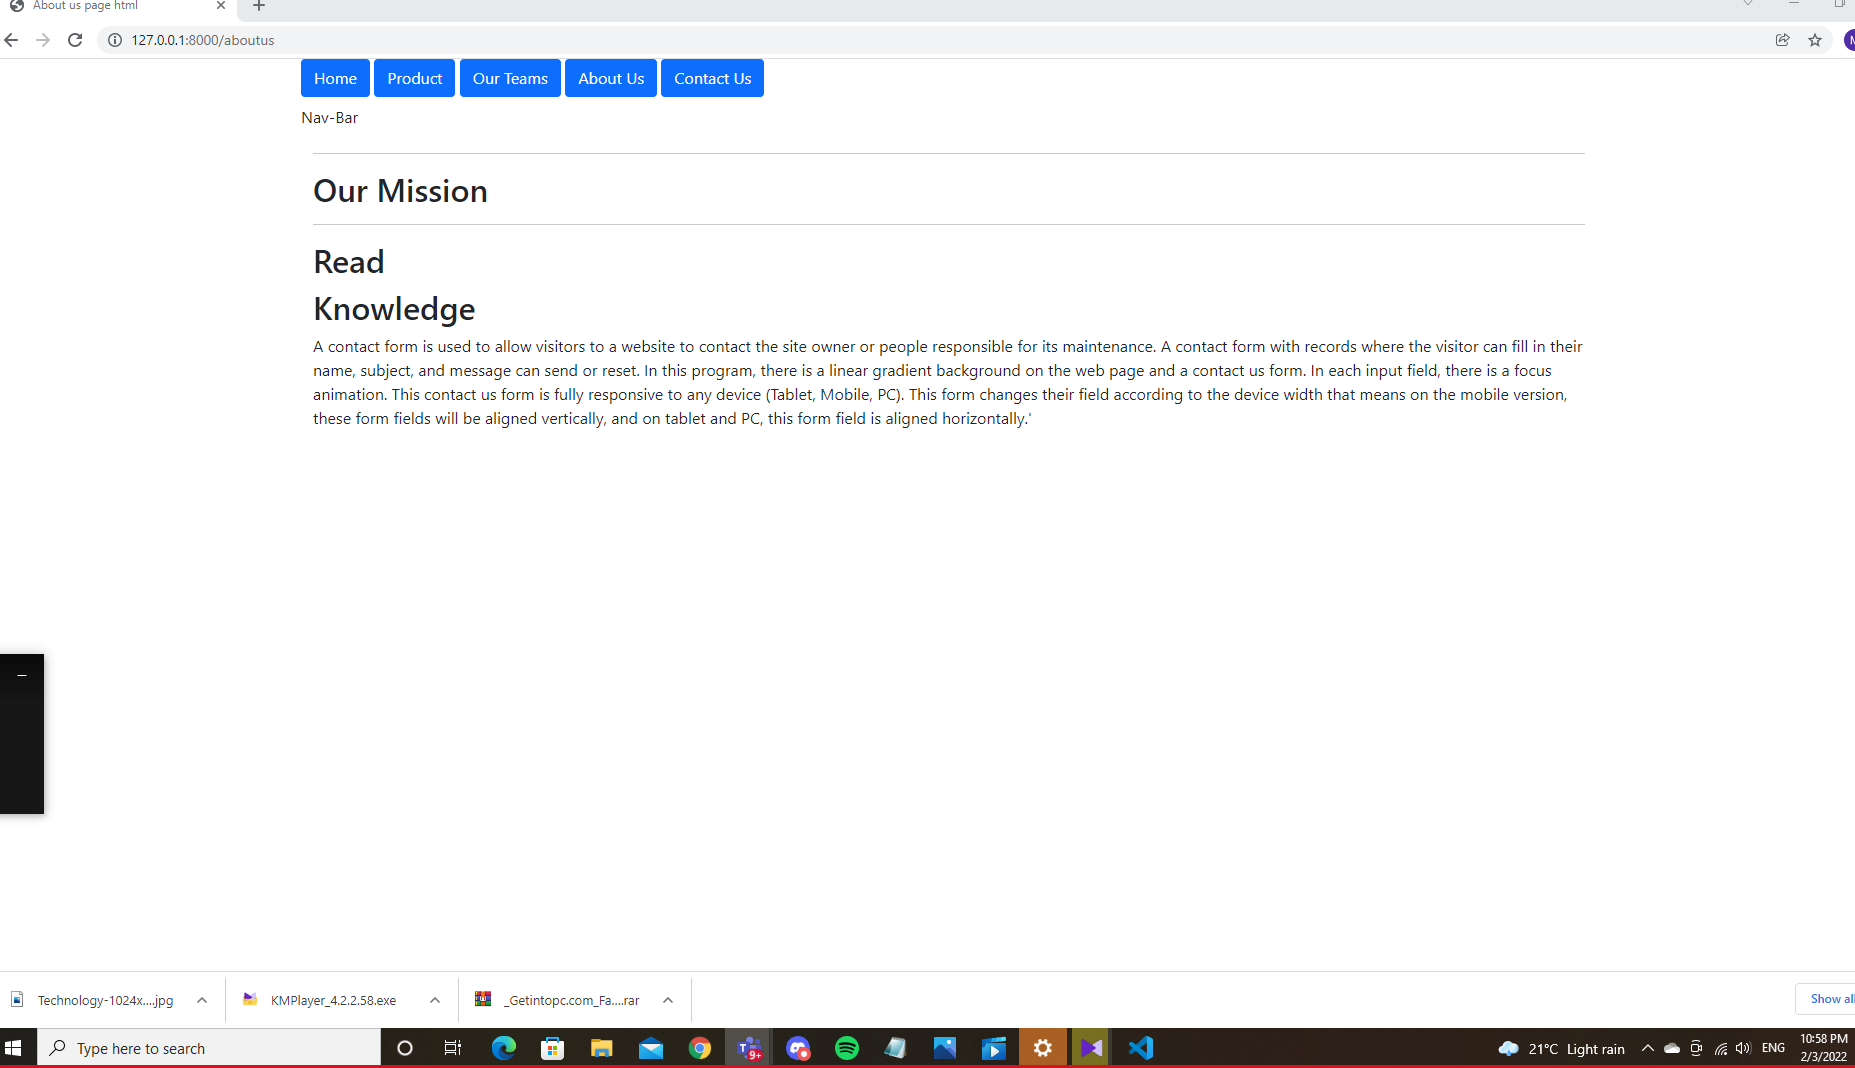 About us page html
127.0.0.1:8000/aboutus
Home Product Our Teams About Us Contact Us
Nav-Bar
Our Mission
Read
Knowledge
A contact form is used to allow visitors to a website to contact the site owner or people responsible for its maintenance. A contact form with records where the visitor can fill in their
name, subject, and message can send or reset. In this program, there is a linear gradient background on the web page and a contact us form. In each input field, there is a focus
animation. This contact us form is fully responsive to any device (Tablet, Mobile, PC). This form changes their field according to the device width that means on the mobile version,
these form fields will be aligned vertically, and on tablet and PC, this form field is aligned horizontally.'
Technology-1024x....jpg KMPlayer_4.2.2.58.exe _Getintopc.com_Fa....rar Show all
Type here to search 9+ 21°C Light rain ENG 10:58 PM
2/3/2022